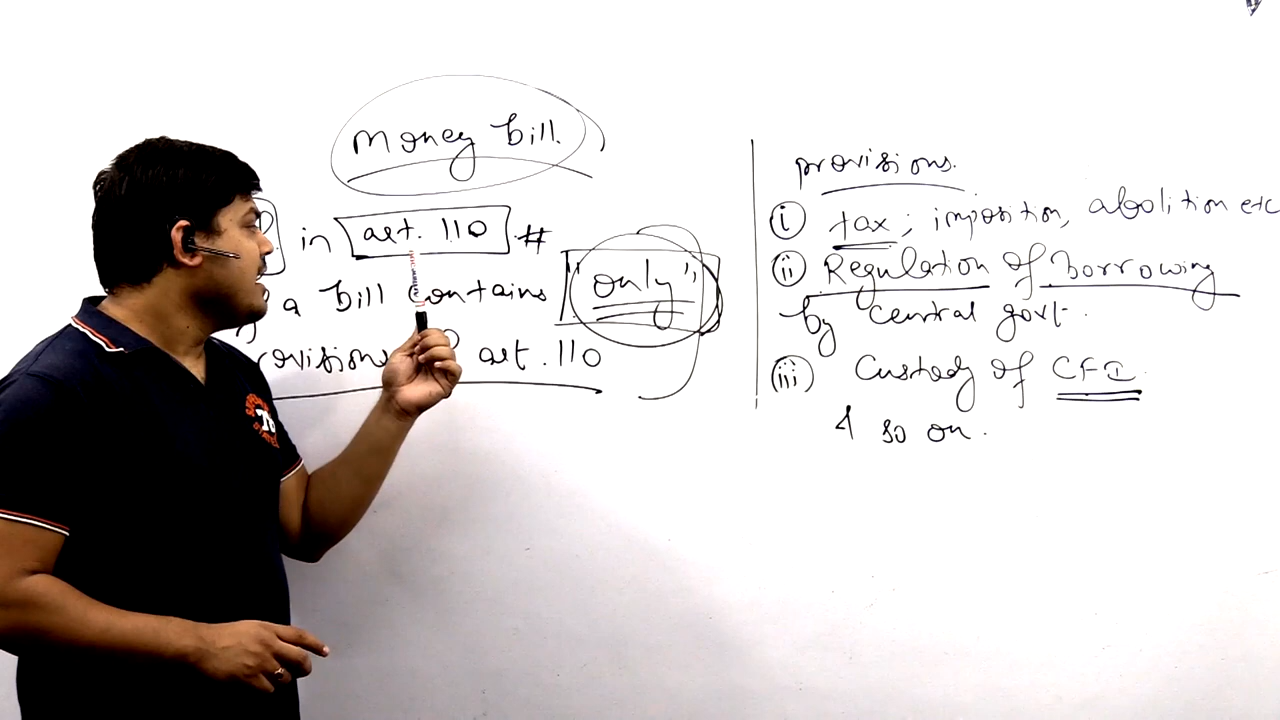 Money bill.
in art. 110 #
a bill contains "only"
art. 110
provisions.
(i) tax; imposition, abolition etc
(ii) Regulation of Borrowing
by central govt.
(iii) Custody of CFI
& so on.